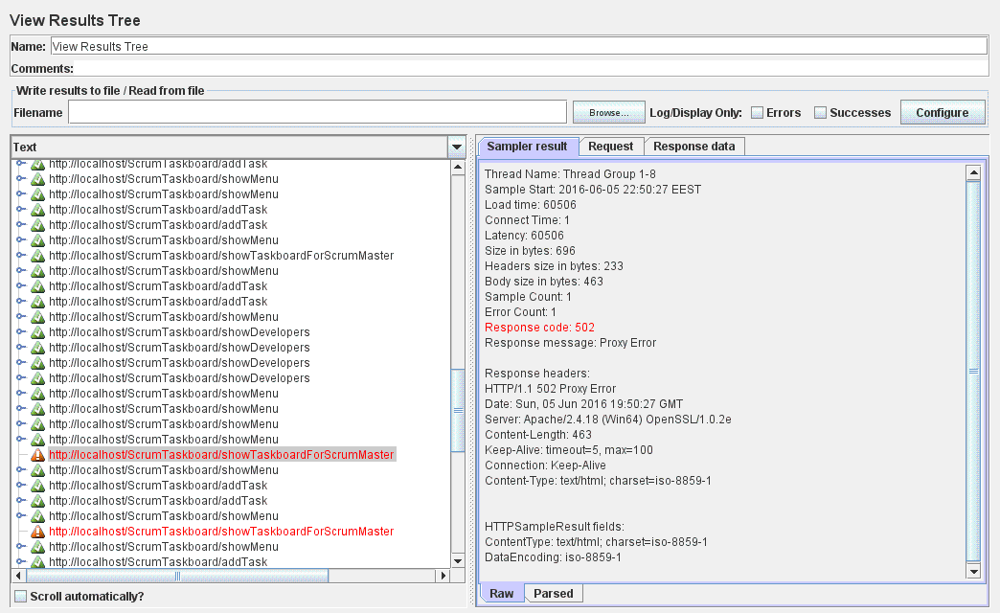 View Results Tree
Name: View Results Tree
Comments:
Write results to file / Read from file
Filename Browse... Log/Display Only: Errors Successes Configure
Text
http://localhost/ScrumTaskboard/addTask
http://localhost/ScrumTaskboard/showMenu
http://localhost/ScrumTaskboard/showMenu
http://localhost/ScrumTaskboard/addTask
http://localhost/ScrumTaskboard/addTask
http://localhost/ScrumTaskboard/showMenu
http://localhost/ScrumTaskboard/showTaskboardForScrumMaster
http://localhost/ScrumTaskboard/showMenu
http://localhost/ScrumTaskboard/addTask
http://localhost/ScrumTaskboard/addTask
http://localhost/ScrumTaskboard/showMenu
http://localhost/ScrumTaskboard/showDevelopers
http://localhost/ScrumTaskboard/showDevelopers
http://localhost/ScrumTaskboard/showDevelopers
http://localhost/ScrumTaskboard/showDevelopers
http://localhost/ScrumTaskboard/showMenu
http://localhost/ScrumTaskboard/showMenu
http://localhost/ScrumTaskboard/showMenu
http://localhost/ScrumTaskboard/showMenu
http://localhost/ScrumTaskboard/showTaskboardForScrumMaster
http://localhost/ScrumTaskboard/showMenu
http://localhost/ScrumTaskboard/addTask
http://localhost/ScrumTaskboard/addTask
http://localhost/ScrumTaskboard/showMenu
http://localhost/ScrumTaskboard/showTaskboardForScrumMaster
http://localhost/ScrumTaskboard/showMenu
http://localhost/ScrumTaskboard/addTask
Scroll automatically?
Sampler result Request Response data
Thread Name: Thread Group 1-8
Sample Start: 2016-06-05 22:50:27 EEST
Load time: 60506
Connect Time: 1
Latency: 60506
Size in bytes: 696
Headers size in bytes: 233
Body size in bytes: 463
Sample Count: 1
Error Count: 1
Response code: 502
Response message: Proxy Error
Response headers:
HTTP/1.1 502 Proxy Error
Date: Sun, 05 Jun 2016 19:50:27 GMT
Server: Apache/2.4.18 (Win64) OpenSSL/1.0.2e
Content-Length: 463
Keep-Alive: timeout=5, max=100
Connection: Keep-Alive
Content-Type: text/html; charset=iso-8859-1
HTTPSampleResult fields:
ContentType: text/html; charset=iso-8859-1
DataEncoding: iso-8859-1
Raw Parsed